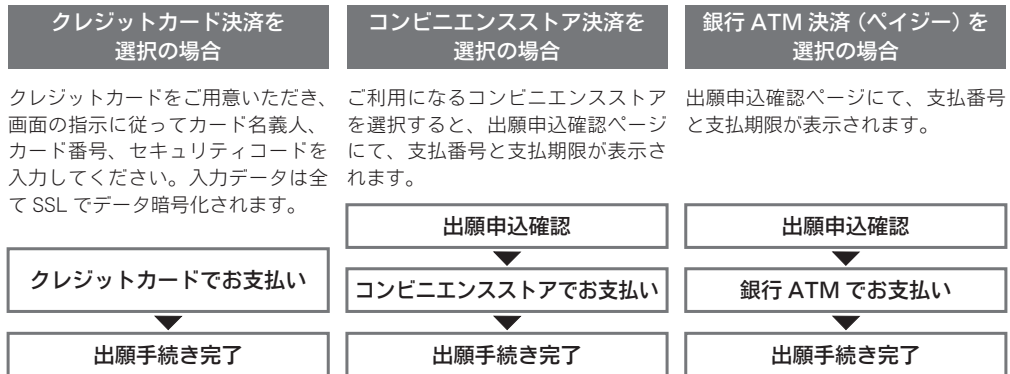 クレジットカード決済を
選択の場合
クレジットカードをご用意いただき、
画面の指示に従ってカード名義人、
カード番号、セキュリティコードを
入力してください。入力データは全
て SSL でデータ暗号化されます。
クレジットカードでお支払い
出願手続き完了
コンビニエンスストア決済を
選択の場合
ご利用になるコンビニエンスストア
を選択すると、出願申込確認ページ
にて、支払番号と支払期限が表示さ
れます。
出願申込確認
コンビニエンスストアでお支払い
出願手続き完了
銀行 ATM 決済（ペイジー）を
選択の場合
出願申込確認ページにて、支払番号
と支払期限が表示されます。
出願申込確認
銀行 ATM でお支払い
出願手続き完了